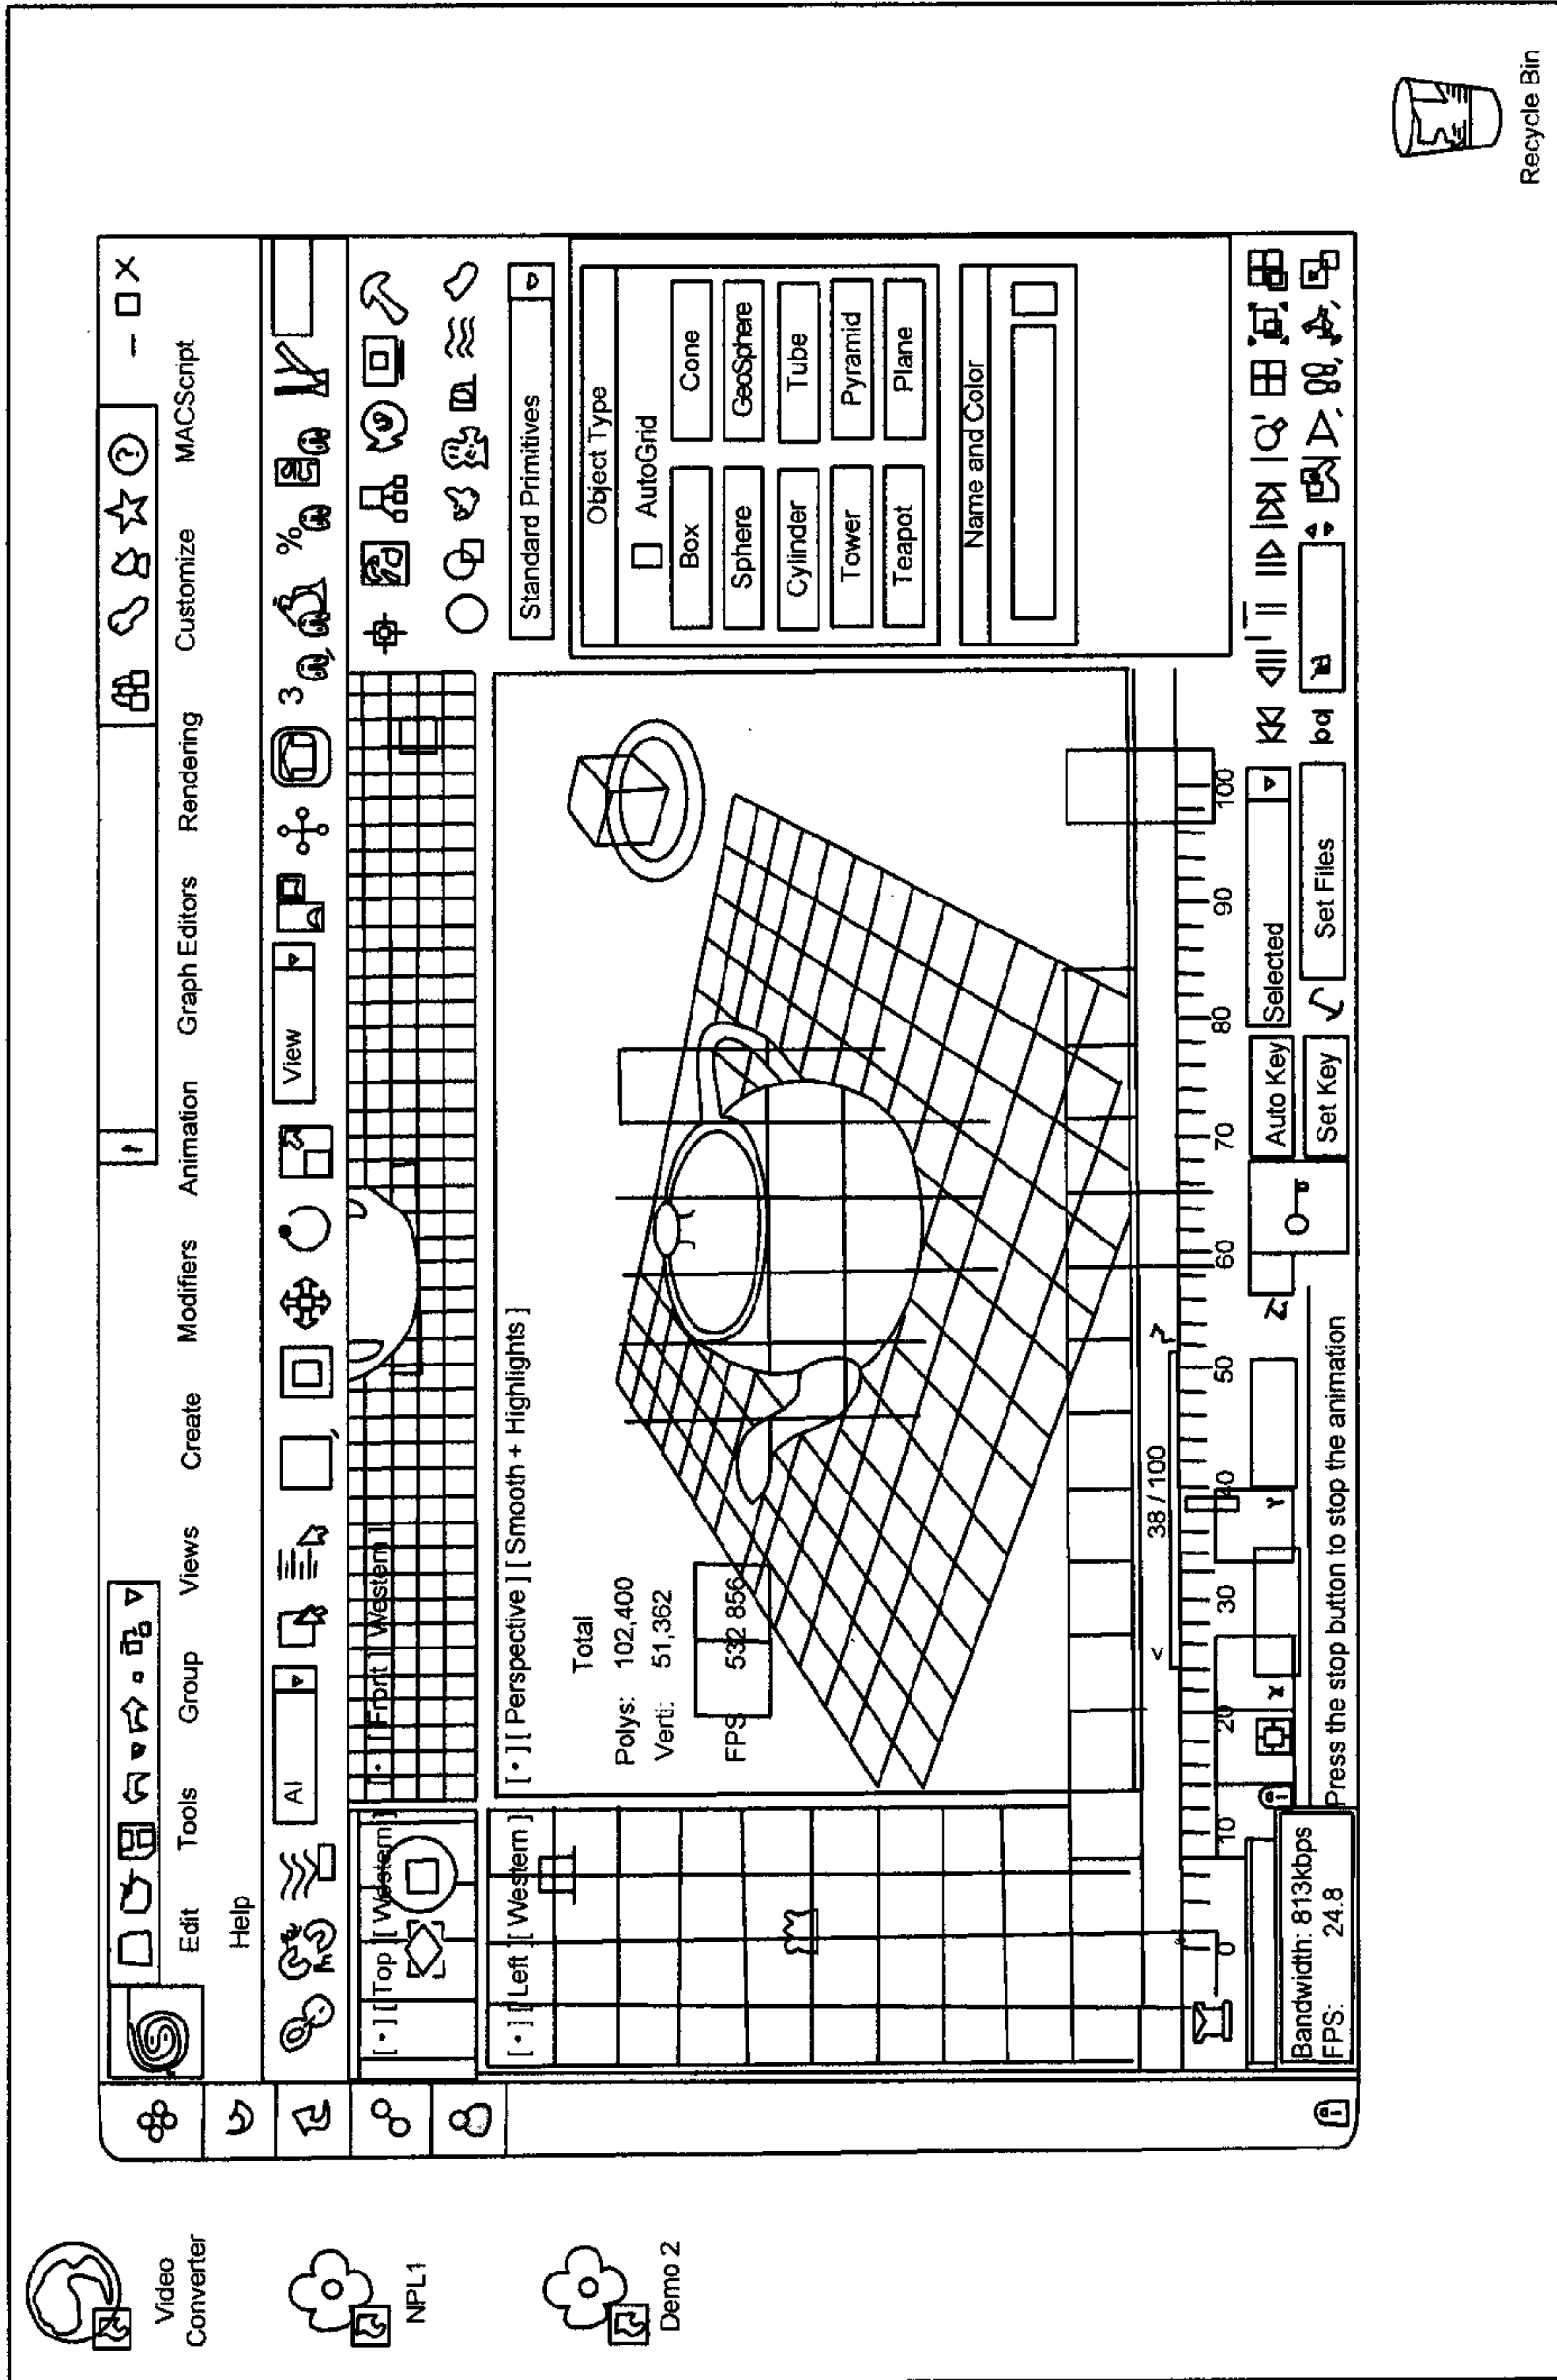 Video
Converter
NPL1
Demo 2
Recycle Bin
Edit Tools Group Views Create Modifiers Animation Graph Editors Rendering Customize MACScript
Help
AI
View
3
%
[ • ] [ Top ] [ Western ]
[ • ] [ Front ] [ Western ]
[ • ] [ Left ] [ Western ]
[ • ] [ Perspective ] [ Smooth + Highlights ]
Total
Polys: 102,400
Verti: 51,362
FPS 532 856
Standard Primitives
Object Type
AutoGrid
Box Cone
Sphere GeoSphere
Cylinder Tube
Tower Pyramid
Teapot Plane
Name and Color
< 38 / 100 >
0 10 20 30 40 50 60 70 80 90 100
X Y Z
Auto Key Selected
Set Key Set Files
Bandwidth: 813kbps
FPS: 24.8
Press the stop button to stop the animation